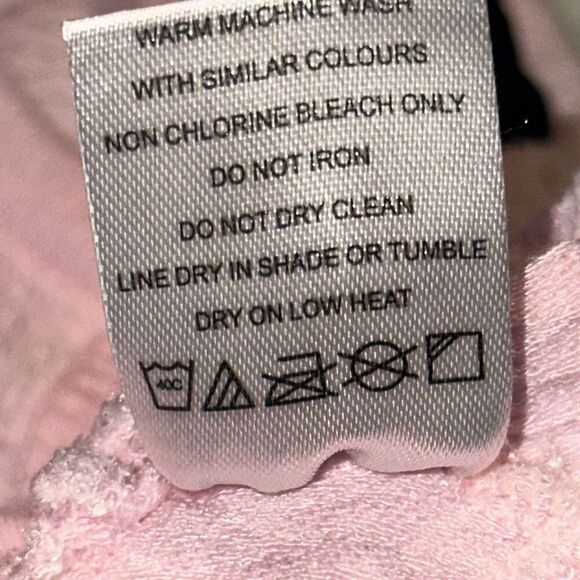 WARM MACHINE WASH
WITH SIMILAR COLOURS
NON CHLORINE BLEACH ONLY
DO NOT IRON
DO NOT DRY CLEAN
LINE DRY IN SHADE OR TUMBLE
DRY ON LOW HEAT
40C